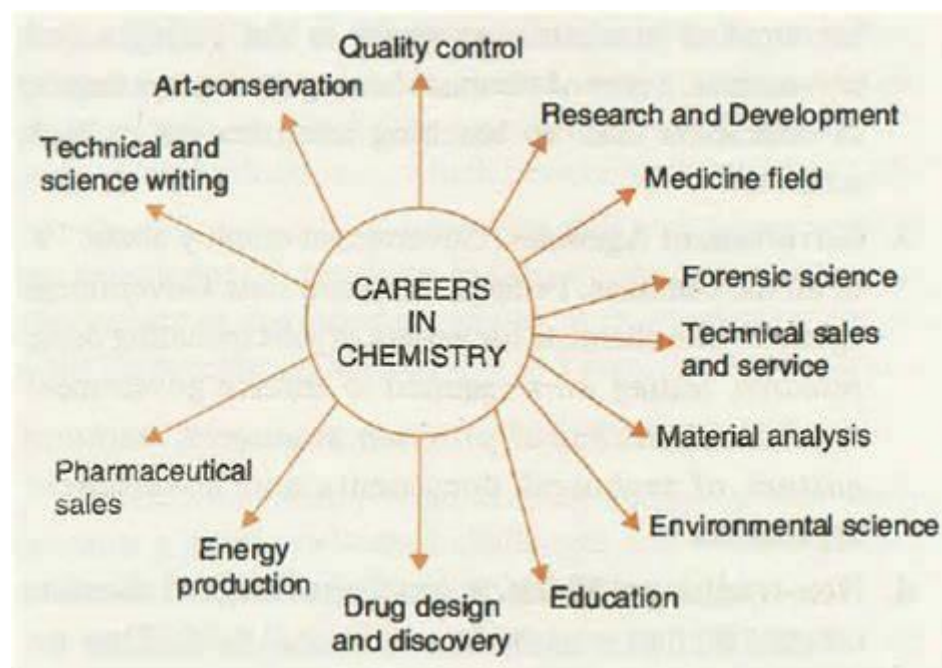 Quality control
Art-conservation
Research and Development
Technical and
science writing
Medicine field
Forensic science
CAREERS
IN
CHEMISTRY
Technical sales
and service
Material analysis
Pharmaceutical
sales
Environmental science
Energy
production
Education
Drug design
and discovery